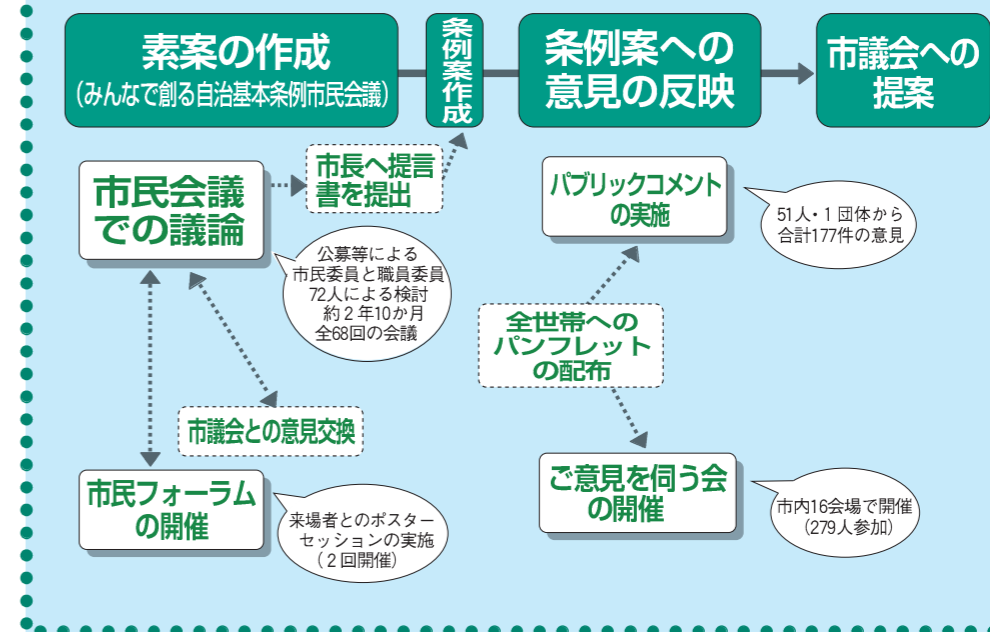 素案の作成
(みんなで創る自治基本条例市民会議)
条例案作成
条例案への
意見の反映
市議会への
提案
市民会議
での議論
市長へ提言
書を提出
公募等による
市民委員と職員委員
72人による検討
約2年10か月
全68回の会議
市議会との意見交換
市民フォーラム
の開催
来場者とのポスター
セッションの実施
(2回開催)
パブリックコメント
の実施
51人・1団体から
合計177件の意見
全世帯への
パンフレット
の配布
ご意見を伺う会
の開催
市内16会場で開催
(279人参加)